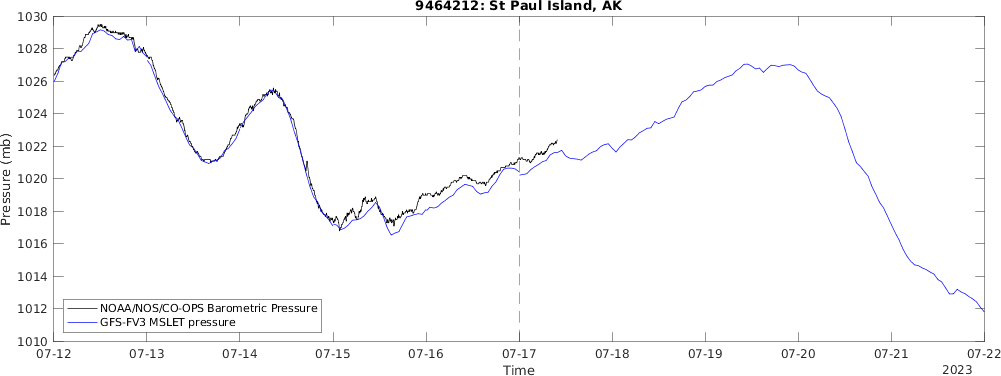 9464212: St Paul Island, AK
Pressure (mb)
1030
1028
1026
1024
1022
1020
1018
1016
1014
1012
1010
NOAA/NOS/CO-OPS Barometric Pressure
GFS-FV3 MSLET pressure
07-12 07-13 07-14 07-15 07-16 07-17 07-18 07-19 07-20 07-21 07-22
Time
2023